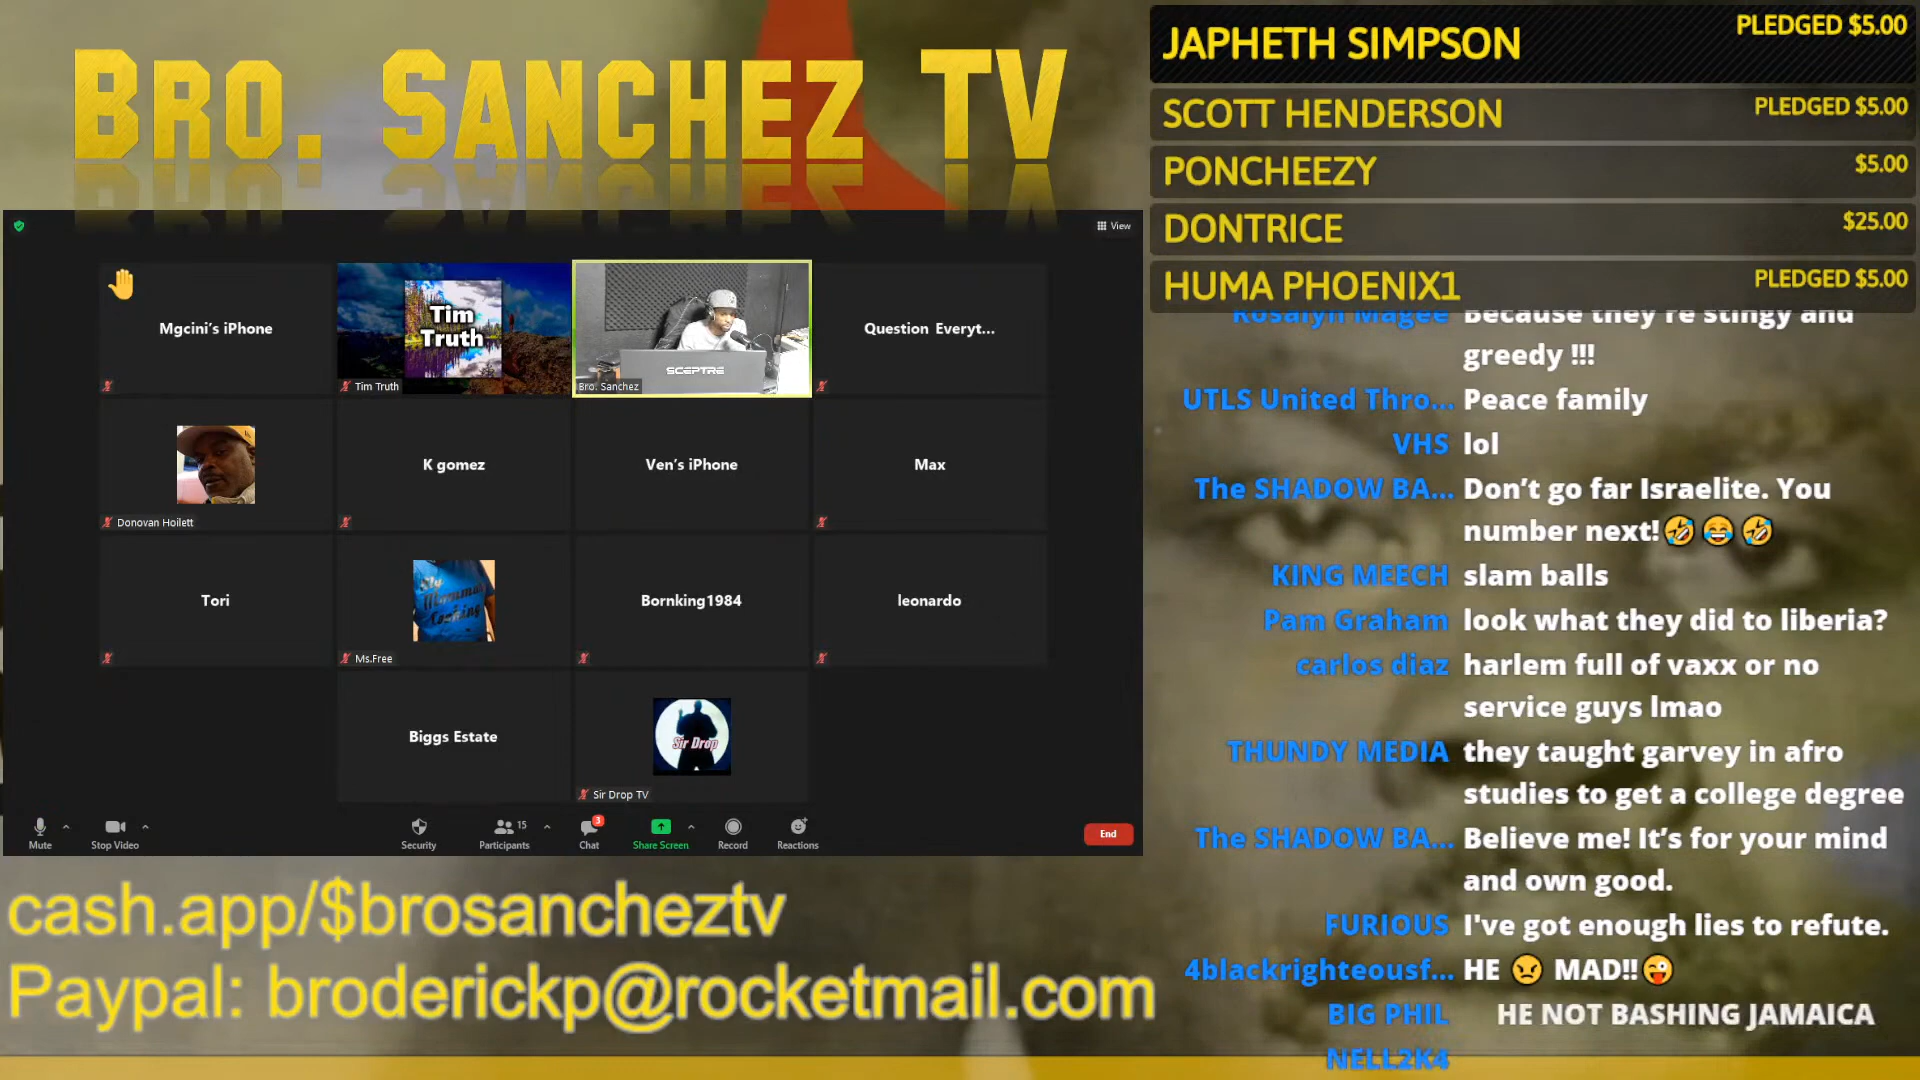 BRO. SANCHEZ TV
JAPHETH SIMPSON PLEDGED $5.00
SCOTT HENDERSON PLEDGED $5.00
PONCHEEZY $5.00
DONTRICE $25.00
HUMA PHOENIX1 PLEDGED $5.00
View
Mgcini's iPhone
Tim
Truth
Tim Truth
SCEPTRE
Bro. Sanchez
Question Everyt...
Donovan Hoilett
K gomez
Ven's iPhone
Max
Tori
Ms.Free
Bornking1984
leonardo
Biggs Estate
Sir Drop
Sir Drop TV
Mute
Stop Video
Security
15
Participants
3
Chat
Share Screen
Record
Reactions
End
cash.app/$brosancheztv
Paypal: broderickp@rocketmail.com
Rosalyn Magee Because they're stingy and
greedy !!!
UTLS United Thro... Peace family
VHS lol
The SHADOW BA... Don't go far Israelite. You
number next!🤣😂🤣
KING MEECH slam balls
Pam Graham look what they did to liberia?
carlos diaz harlem full of vaxx or no
service guys lmao
THUNDY MEDIA they taught garvey in afro
studies to get a college degree
The SHADOW BA... Believe me! It's for your mind
and own good.
FURIOUS I've got enough lies to refute.
4blackrighteousf... HE 😠 MAD!!😜
BIG PHIL HE NOT BASHING JAMAICA
NELL2K4